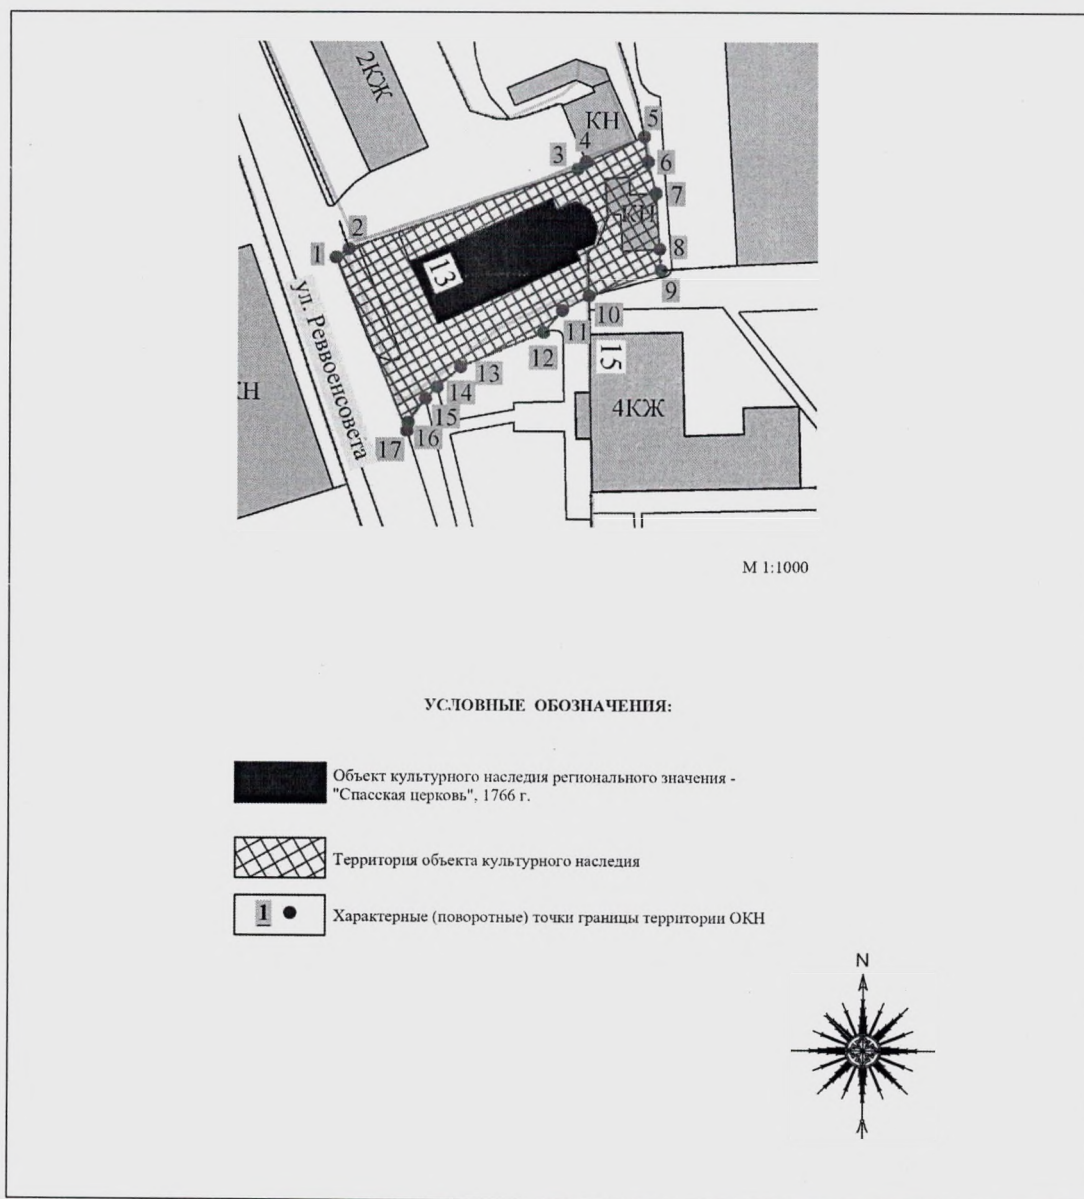 2КЖ
КН
5
4
3
6
7
КН
2
8
1
13
9
ул. Реввоенсовета
10
11
12
15
13
КН
14
4КЖ
15
16
17
М 1:1000
УСЛОВНЫЕ ОБОЗНАЧЕНИЯ:
Объект культурного наследия регионального значения -
"Спасская церковь", 1766 г.
Территория объекта культурного наследия
1
Характерные (поворотные) точки границы территории ОКН
N